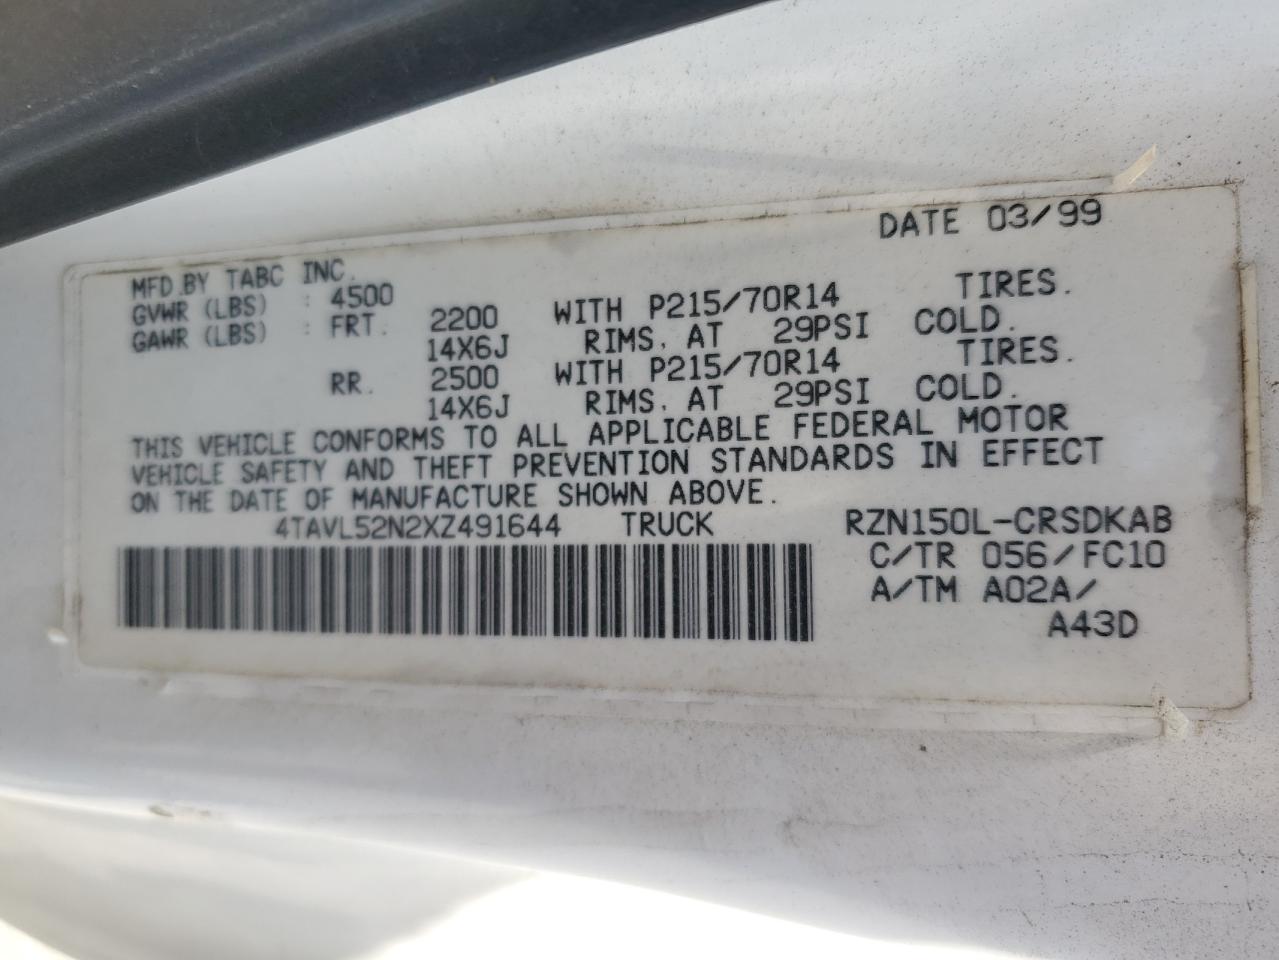 DATE 03/99
MFD.BY TABC INC.
GVWR (LBS) : 4500
GAWR (LBS) : FRT. 2200 WITH P215/70R14 TIRES.
14X6J RIMS. AT 29PSI COLD.
RR. 2500 WITH P215/70R14 TIRES.
14X6J RIMS. AT 29PSI COLD.
THIS VEHICLE CONFORMS TO ALL APPLICABLE FEDERAL MOTOR
VEHICLE SAFETY AND THEFT PREVENTION STANDARDS IN EFFECT
ON THE DATE OF MANUFACTURE SHOWN ABOVE.
4TAVL52N2XZ491644 TRUCK RZN150L-CRSDKAB
C/TR 056/FC10
A/TM A02A/
A43D